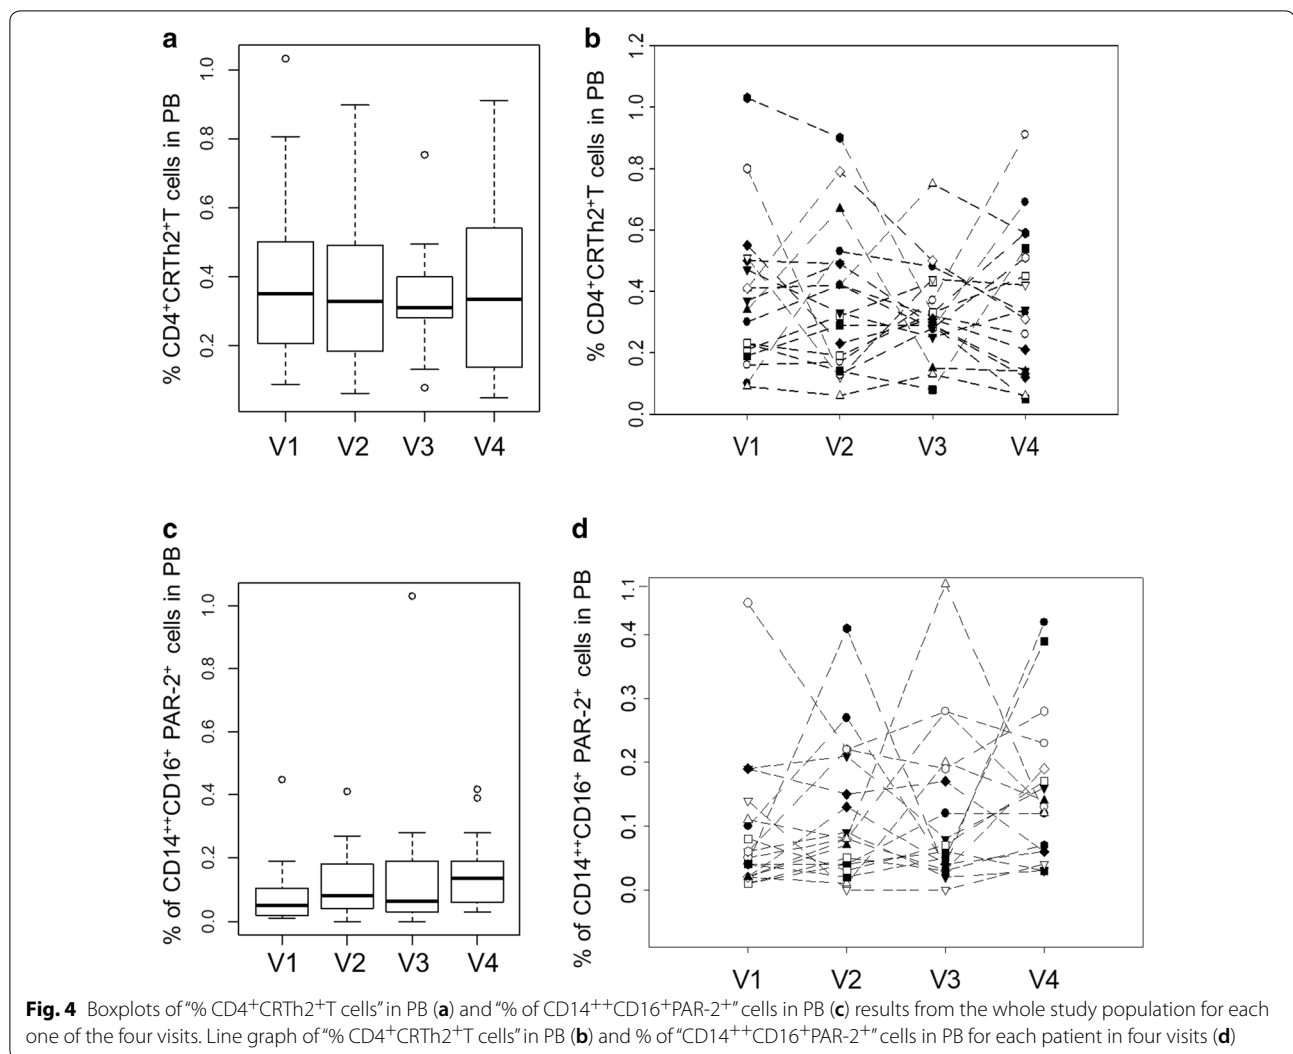 a
% CD4⁺CRTh2⁺T cells in PB
1.0
0.8
0.6
0.4
0.2
V1 V2 V3 V4
b
% CD4⁺CRTh2⁺T cells in PB
1.2
1.0
0.8
0.6
0.4
0.2
0.0
V1 V2 V3 V4
c
% of CD14⁺⁺CD16⁺ PAR-2⁺ cells in PB
1.0
0.8
0.6
0.4
0.2
0.0
V1 V2 V3 V4
d
% of CD14⁺⁺CD16⁺ PAR-2⁺ cells in PB
1.1
0.4
0.3
0.2
0.1
0.0
V1 V2 V3 V4
Fig. 4 Boxplots of “% CD4⁺CRTh2⁺T cells” in PB (a) and “% of CD14⁺⁺CD16⁺PAR-2⁺” cells in PB (c) results from the whole study population for each
one of the four visits. Line graph of “% CD4⁺CRTh2⁺T cells” in PB (b) and % of “CD14⁺⁺CD16⁺PAR-2⁺” cells in PB for each patient in four visits (d)